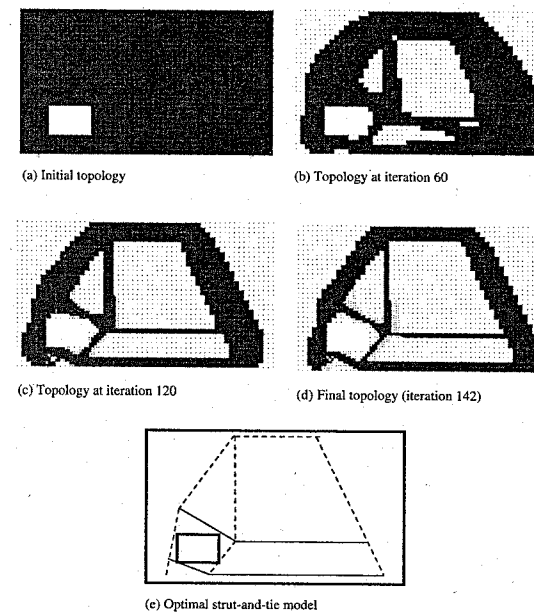 (a) Initial topology
(b) Topology at iteration 60
(c) Topology at iteration 120
(d) Final topology (iteration 142)
(e) Optimal strut-and-tie model